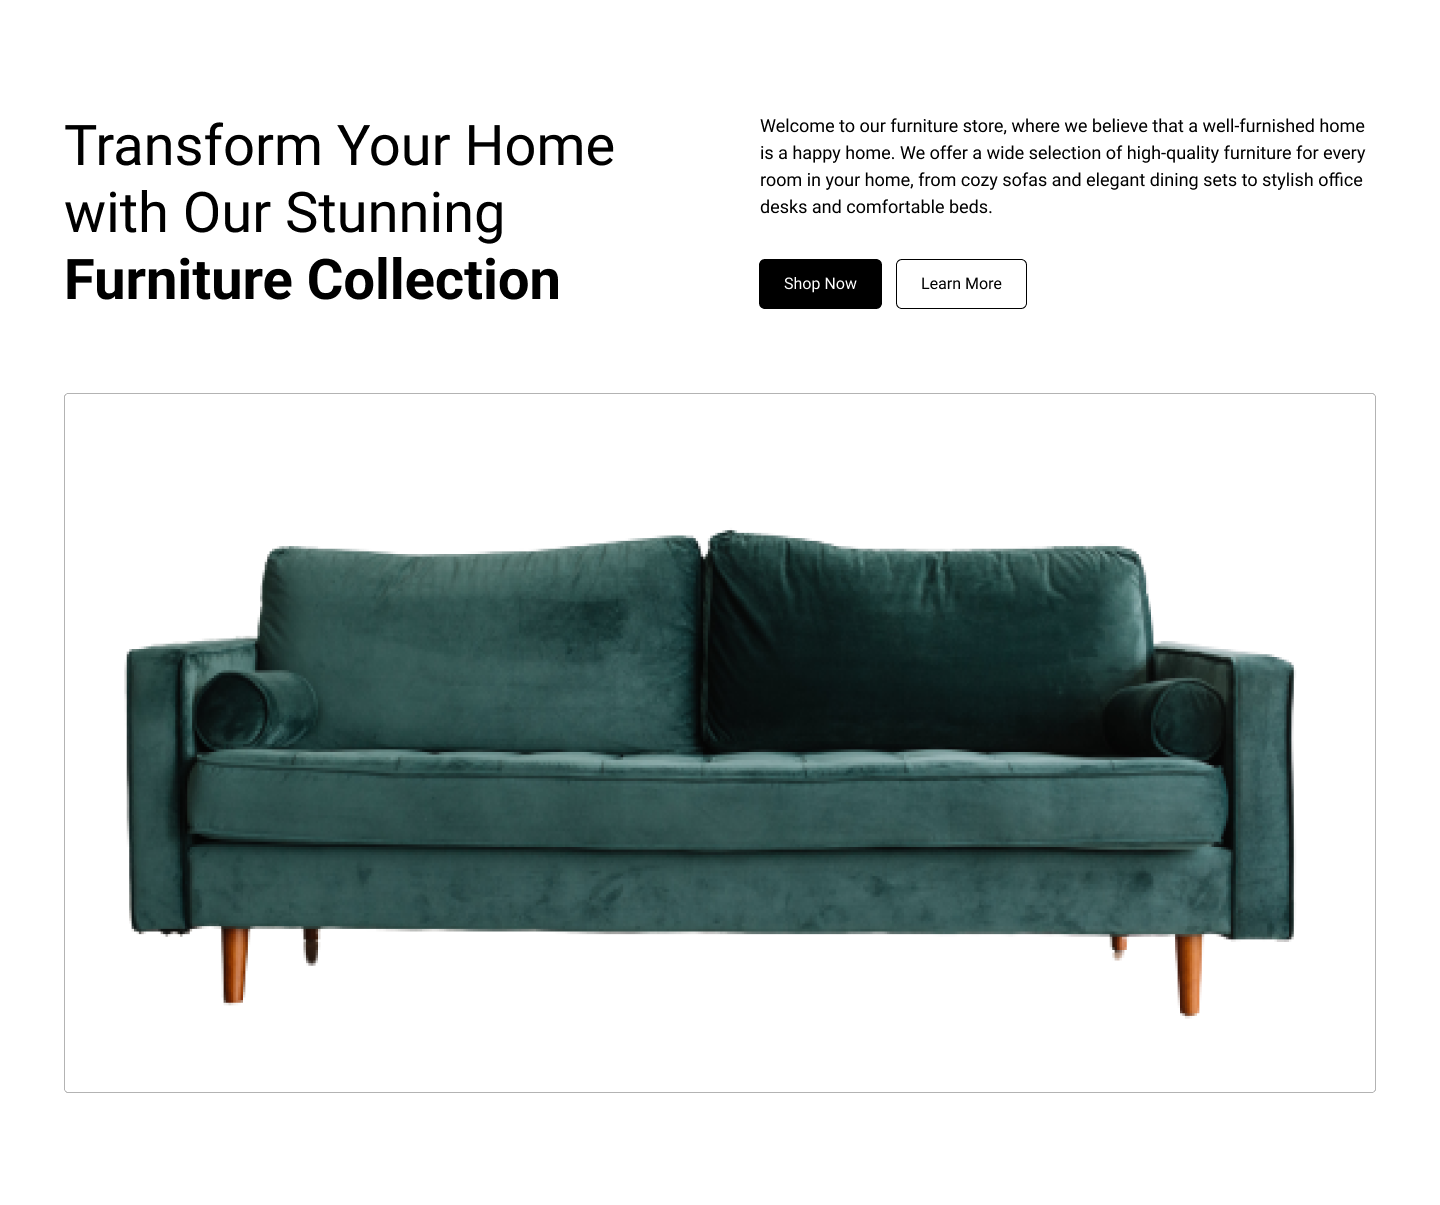 Transform Your Home
with Our Stunning
Furniture Collection
Welcome to our furniture store, where we believe that a well-furnished home
is a happy home. We offer a wide selection of high-quality furniture for every
room in your home, from cozy sofas and elegant dining sets to stylish office
desks and comfortable beds.
Shop Now
Learn More